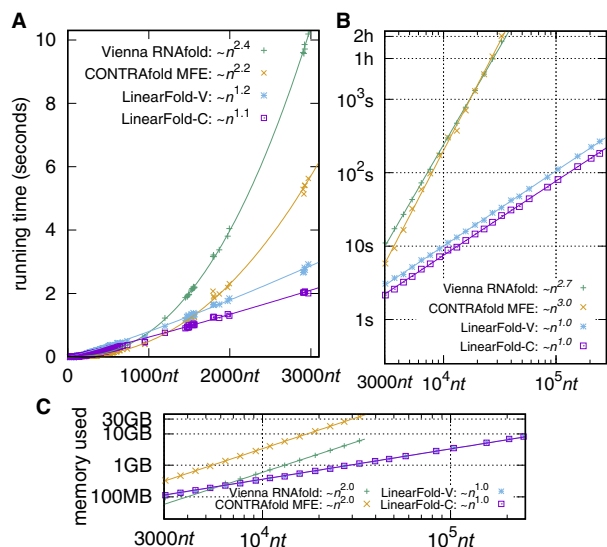 A
running time (seconds)
10
8
6
4
2
0
Vienna RNAfold: ~n^2.4
CONTRAfold MFE: ~n^2.2
LinearFold-V: ~n^1.2
LinearFold-C: ~n^1.1
0
1000nt
2000nt
3000nt
B
2h
1h
10^3s
10^2s
10s
1s
Vienna RNAfold: ~n^2.7
CONTRAfold MFE: ~n^3.0
LinearFold-V: ~n^1.0
LinearFold-C: ~n^1.0
3000nt
10^4nt
10^5nt
C
memory used
30GB
10GB
1GB
100MB
Vienna RNAfold: ~n^2.0
CONTRAfold MFE: ~n^2.0
LinearFold-V: ~n^1.0
LinearFold-C: ~n^1.0
3000nt
10^4nt
10^5nt